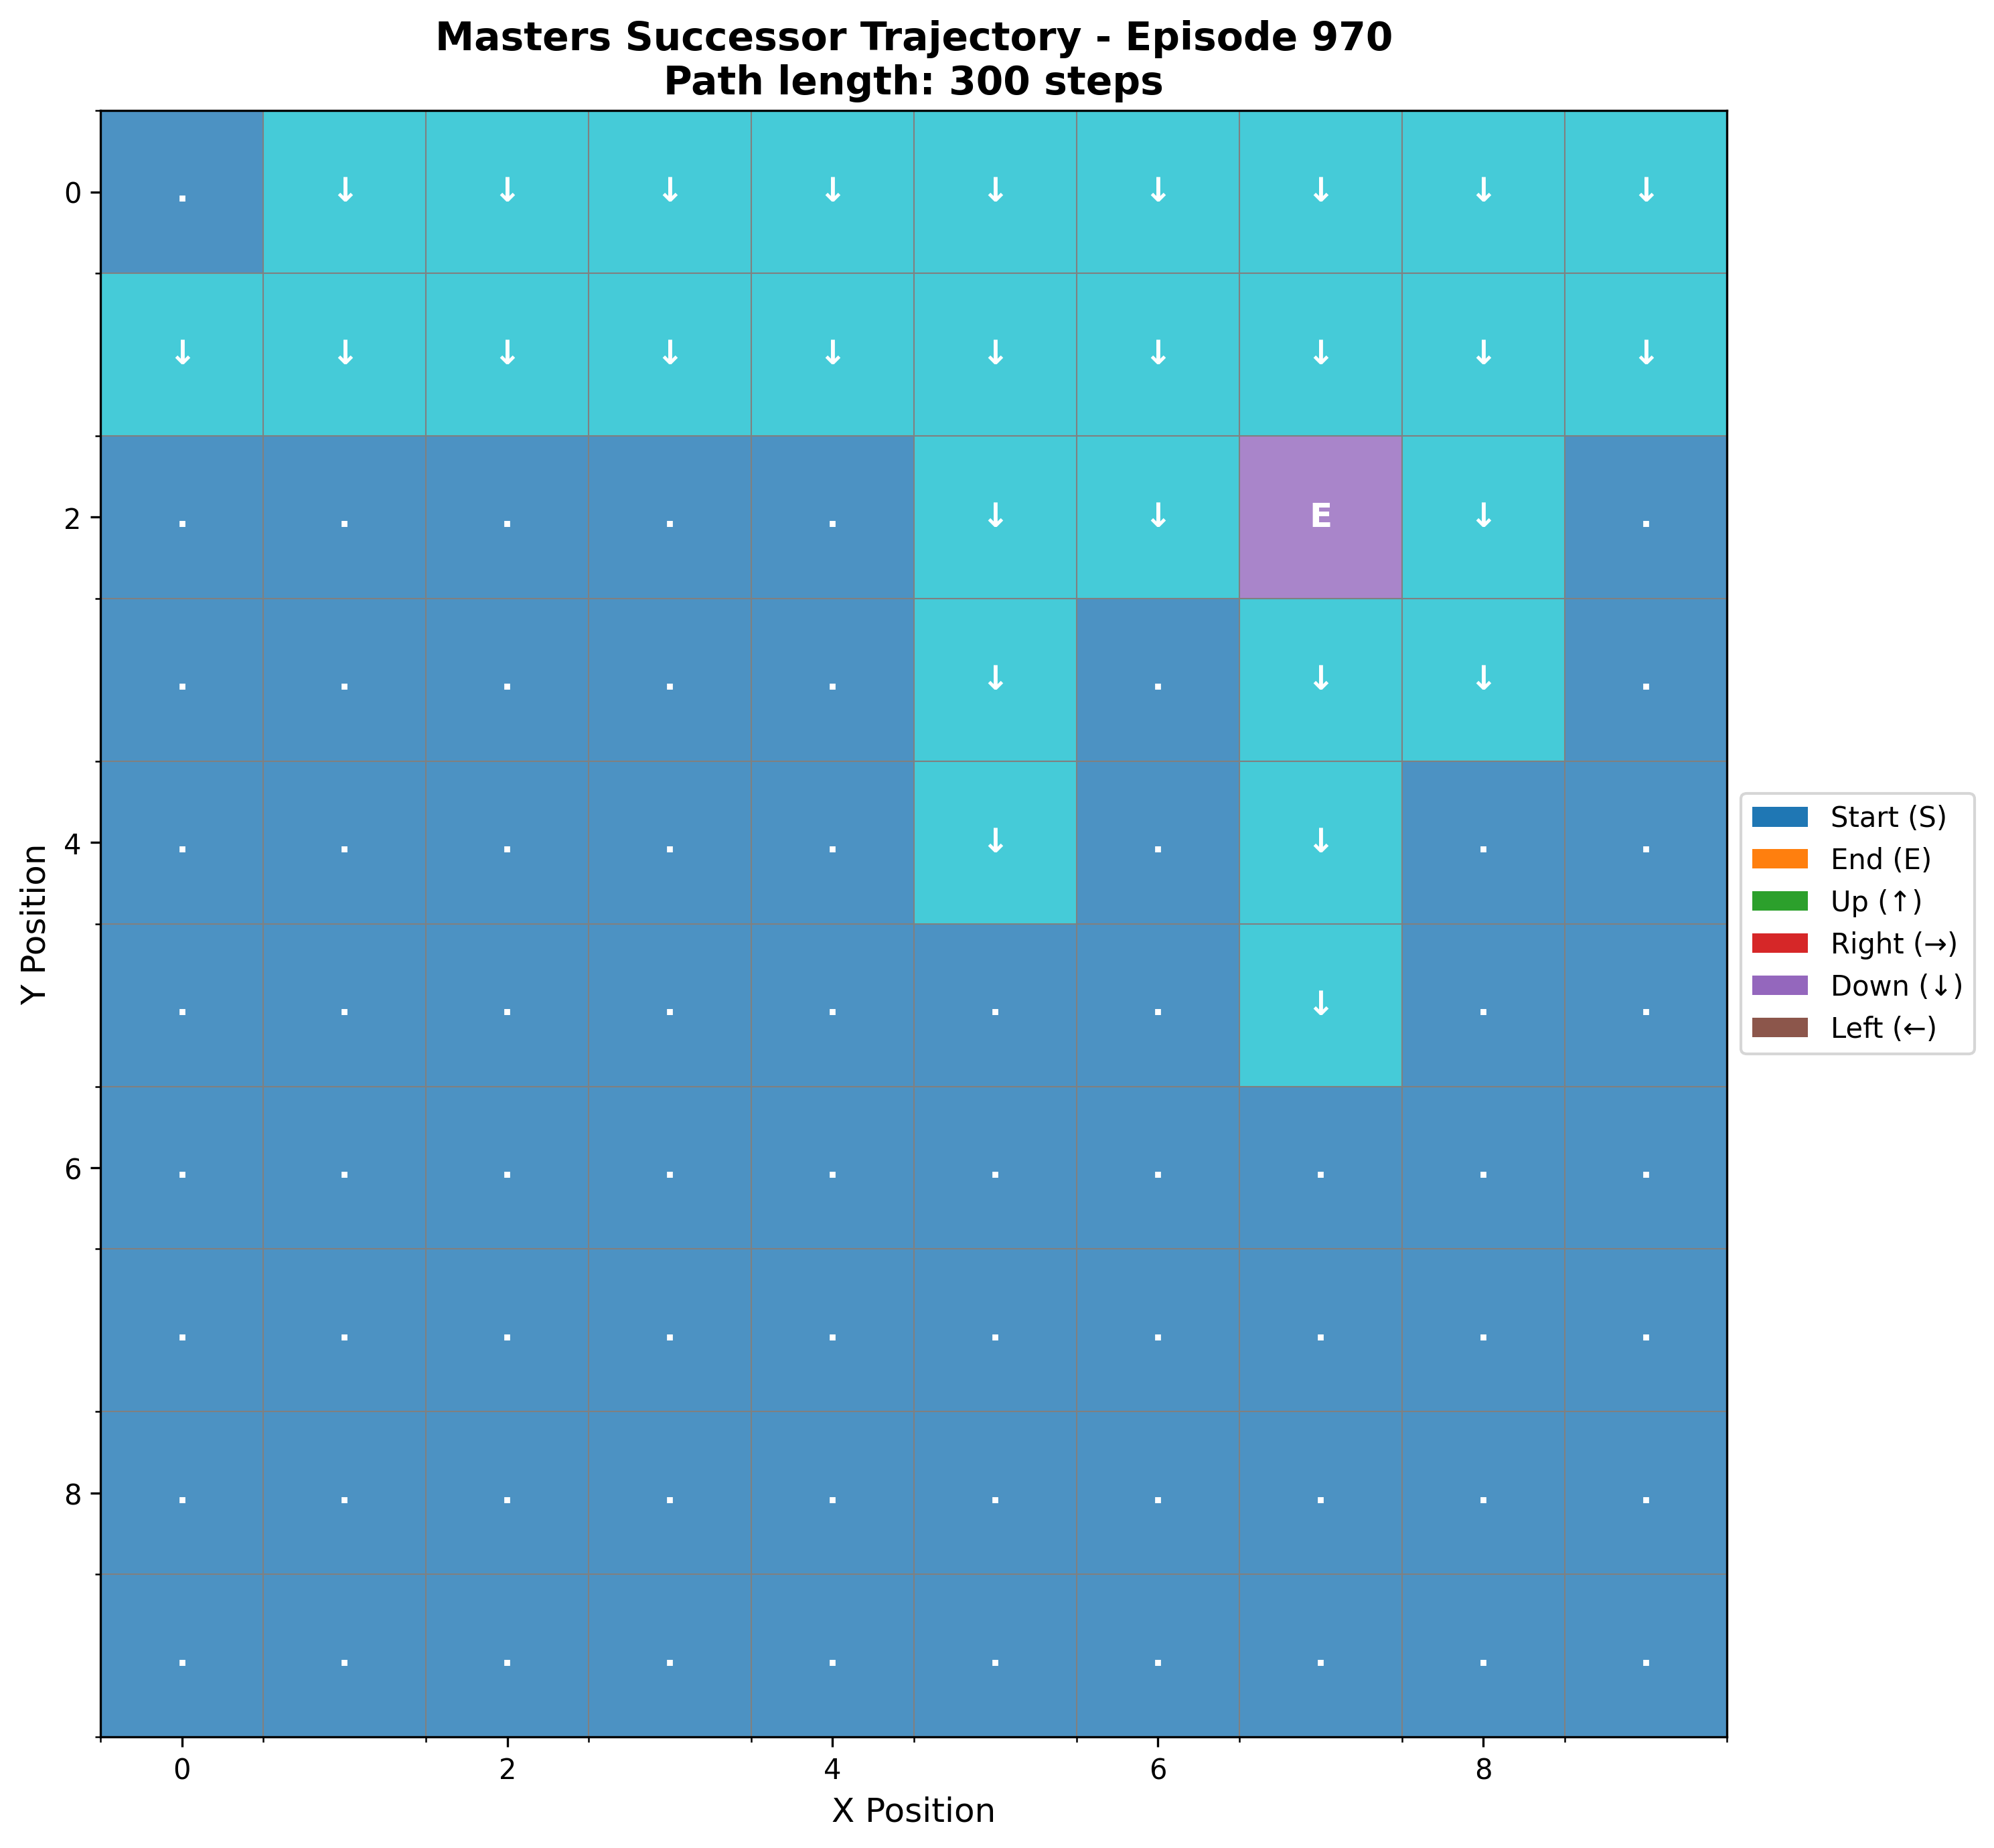 Masters Successor Trajectory - Episode 970
Path length: 300 steps
0 . ↓ ↓ ↓ ↓ ↓ ↓ ↓ ↓ ↓
↓ ↓ ↓ ↓ ↓ ↓ ↓ ↓ ↓ ↓
2 . . . . . ↓ ↓ E ↓ .
. . . . . ↓ . ↓ ↓ .
4 . . . . . ↓ . ↓ . .
. . . . . . . ↓ . .
6 . . . . . . . . . .
. . . . . . . . . .
8 . . . . . . . . . .
. . . . . . . . . .
0 2 4 6 8
X Position
Y Position
Start (S)
End (E)
Up (↑)
Right (→)
Down (↓)
Left (←)